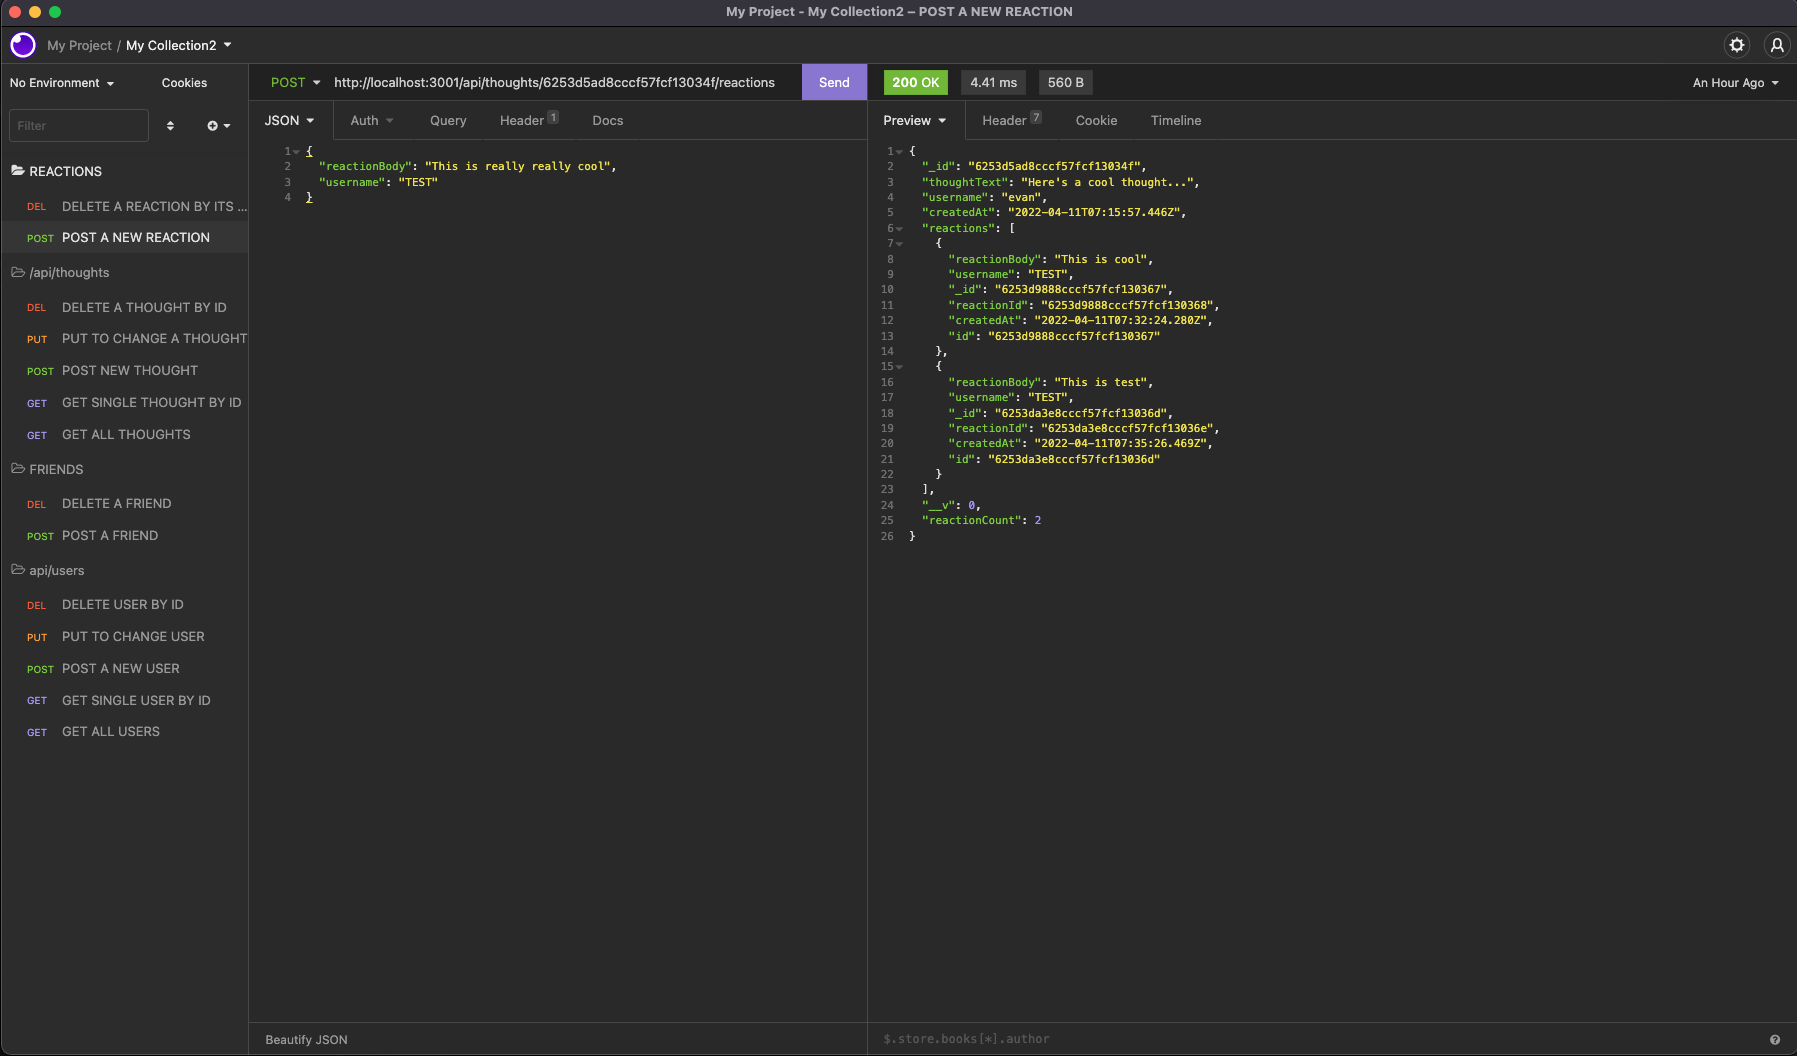 My Project - My Collection2 – POST A NEW REACTION
My Project / My Collection2
No Environment
Cookies
Filter
REACTIONS
DEL DELETE A REACTION BY ITS ...
POST POST A NEW REACTION
/api/thoughts
DEL DELETE A THOUGHT BY ID
PUT PUT TO CHANGE A THOUGHT
POST POST NEW THOUGHT
GET GET SINGLE THOUGHT BY ID
GET GET ALL THOUGHTS
FRIENDS
DEL DELETE A FRIEND
POST POST A FRIEND
api/users
DEL DELETE USER BY ID
PUT PUT TO CHANGE USER
POST POST A NEW USER
GET GET SINGLE USER BY ID
GET GET ALL USERS
POST http://localhost:3001/api/thoughts/6253d5ad8cccf57fcf13034f/reactions Send
JSON Auth Query Header 1 Docs
1 {
2 "reactionBody": "This is really really cool",
3 "username": "TEST"
4 }
Beautify JSON
200 OK 4.41 ms 560 B An Hour Ago
Preview Header 7 Cookie Timeline
1 {
2 "_id": "6253d5ad8cccf57fcf13034f",
3 "thoughtText": "Here's a cool thought...",
4 "username": "evan",
5 "createdAt": "2022-04-11T07:15:57.446Z",
6 "reactions": [
7 {
8 "reactionBody": "This is cool",
9 "username": "TEST",
10 "_id": "6253d9888cccf57fcf130367",
11 "reactionId": "6253d9888cccf57fcf130368",
12 "createdAt": "2022-04-11T07:32:24.280Z",
13 "id": "6253d9888cccf57fcf130367"
14 },
15 {
16 "reactionBody": "This is test",
17 "username": "TEST",
18 "_id": "6253da3e8cccf57fcf13036d",
19 "reactionId": "6253da3e8cccf57fcf13036e",
20 "createdAt": "2022-04-11T07:35:26.469Z",
21 "id": "6253da3e8cccf57fcf13036d"
22 }
23 ],
24 "__v": 0,
25 "reactionCount": 2
26 }
$.store.books[*].author